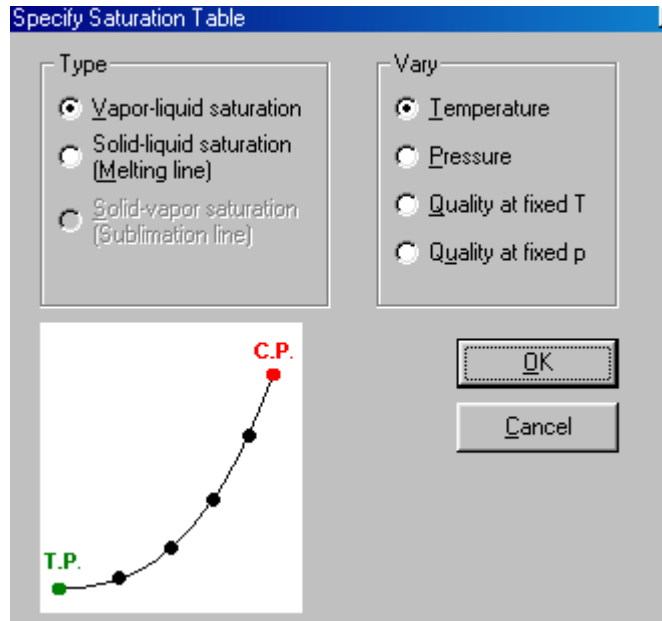 Specify Saturation Table
Type
Vapor-liquid saturation
Solid-liquid saturation
(Melting line)
Solid-vapor saturation
(Sublimation line)
Vary
Temperature
Pressure
Quality at fixed T
Quality at fixed p
C.P.
T.P.
OK
Cancel